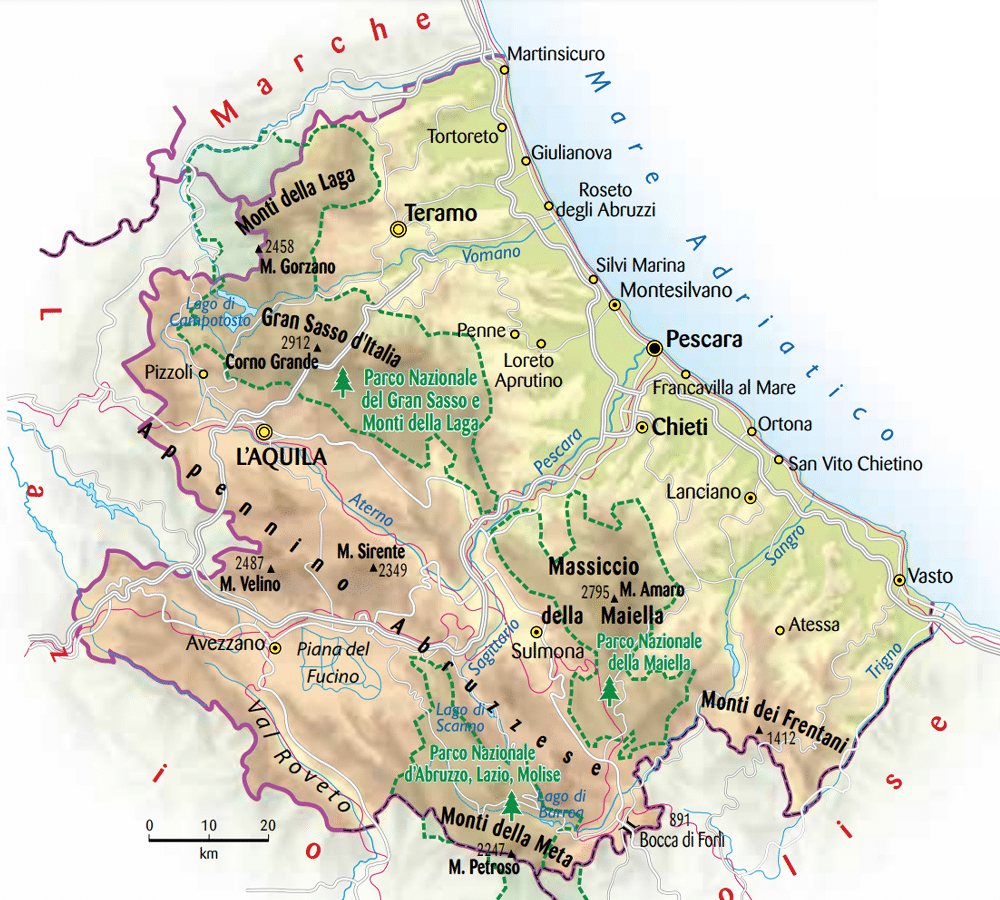 Marche
Martinsicuro
Tortoreto
Giulianova
Roseto
degli Abruzzi
Mare Adriatico
Monti della Laga
2458
M. Gorzano
Teramo
Vomano
Silvi Marina
Montesilvano
Lago di
Campotosto
Gran Sasso d'Italia
2912
Corno Grande
Penne
Loreto
Aprutino
Pescara
Pizzoli
Parco Nazionale
del Gran Sasso e
Monti della Laga
Francavilla al Mare
Chieti
Ortona
L'AQUILA
Pescara
San Vito Chietino
Lanciano
Aterno
Sangro
Appennino Abruzzese
M. Sirente
2349
2487
M. Velino
Massiccio
della Maiella
2795
M. Amaro
Vasto
Avezzano
Piana del
Fucino
Sagittario
Sulmona
Parco Nazionale
della Maiella
Atessa
Trigno
Val Roveto
Lago di
Scanno
Monti dei Frentani
1412
Parco Nazionale
d'Abruzzo, Lazio, Molise
Lago di
Barrea
Monti della Meta
2247
M. Petroso
891
Bocca di Forlì
Lazio
Molise
0 10 20
km